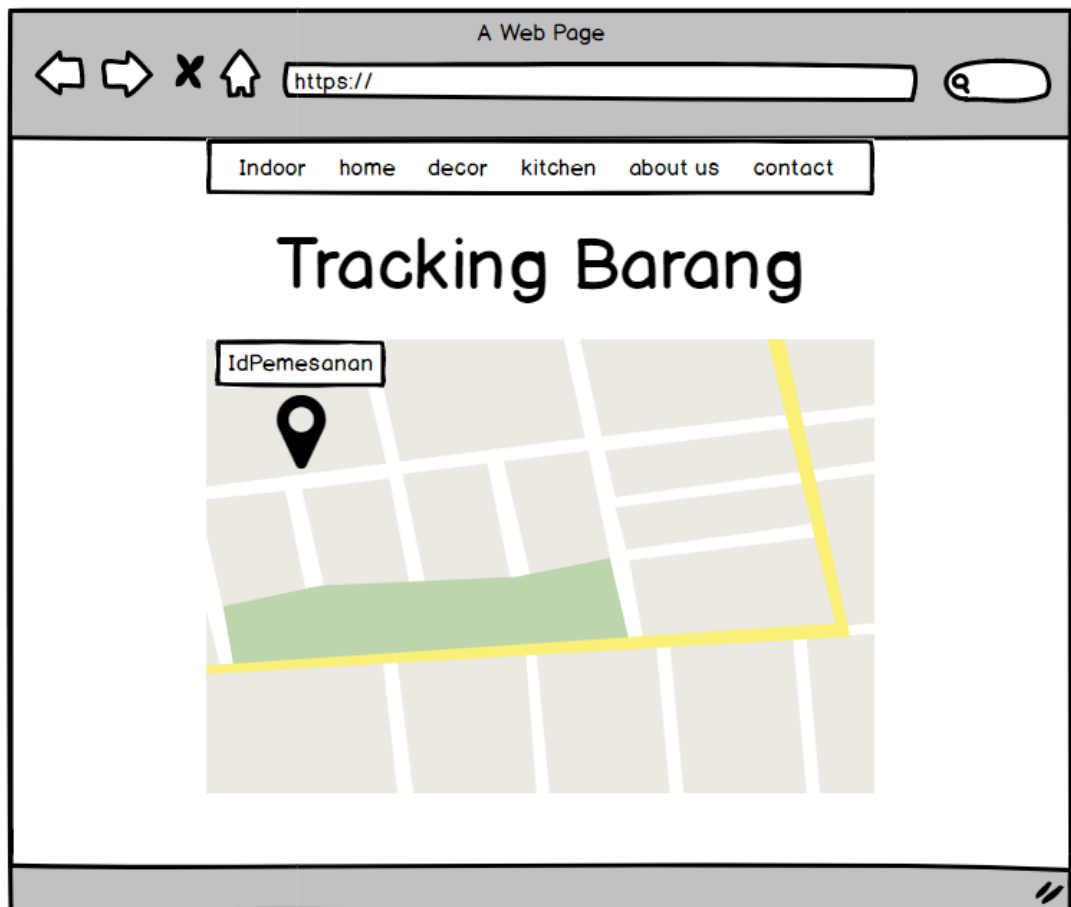 A Web Page
https://
Indoor home decor kitchen about us contact
Tracking Barang
IdPemesanan